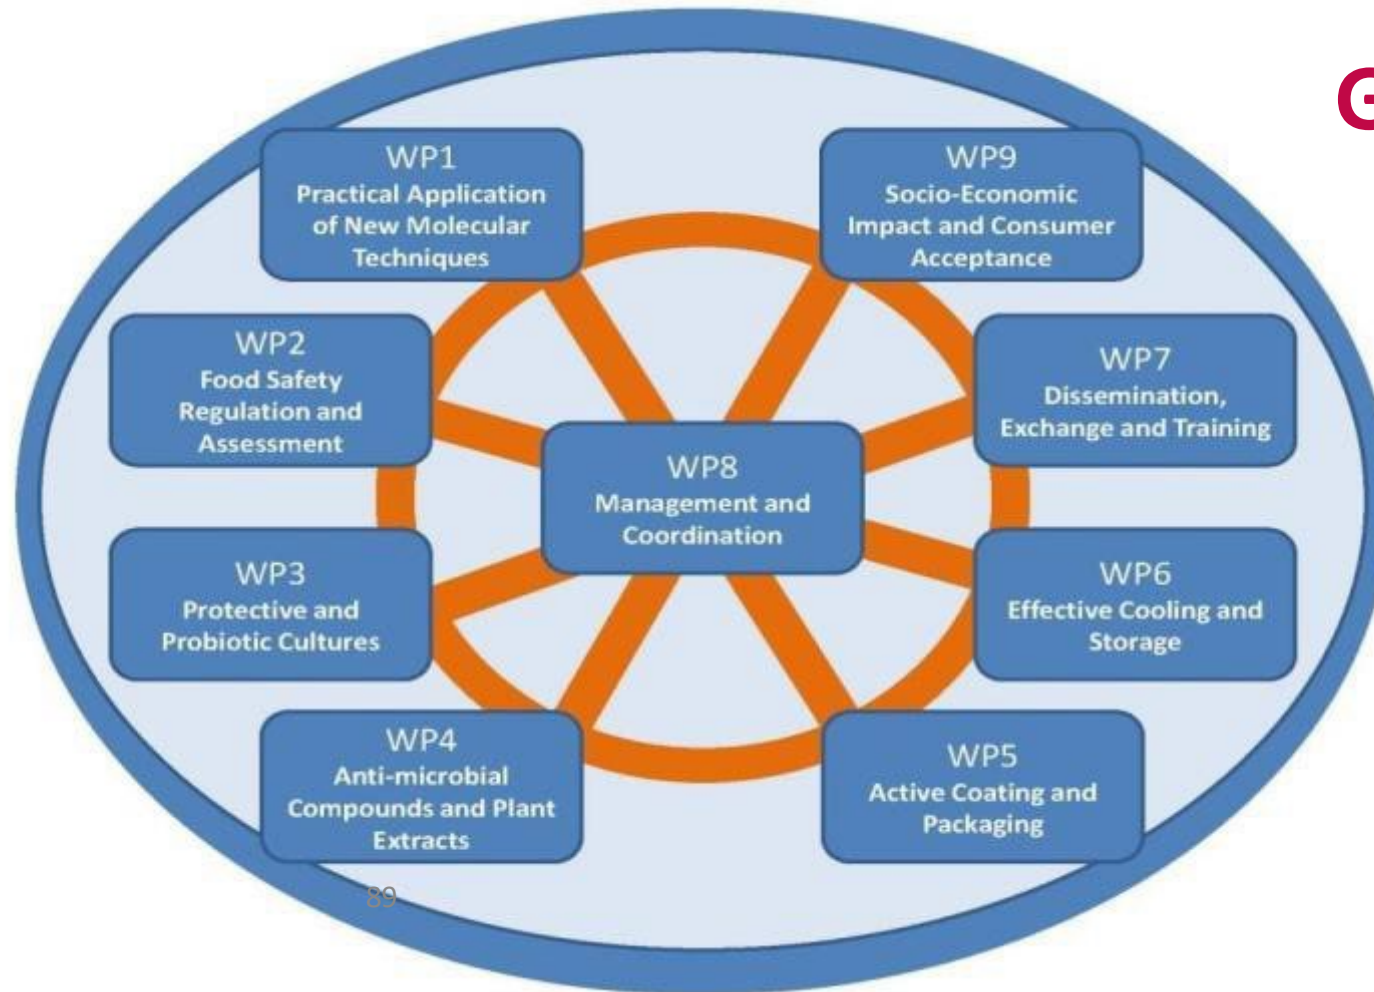 G
WP1
Practical Application
of New Molecular
Techniques
WP9
Socio-Economic
Impact and Consumer
Acceptance
WP2
Food Safety
Regulation and
Assessment
WP7
Dissemination,
Exchange and Training
WP8
Management and
Coordination
WP3
Protective and
Probiotic Cultures
WP6
Effective Cooling and
Storage
WP4
Anti-microbial
Compounds and Plant
Extracts
WP5
Active Coating and
Packaging
89